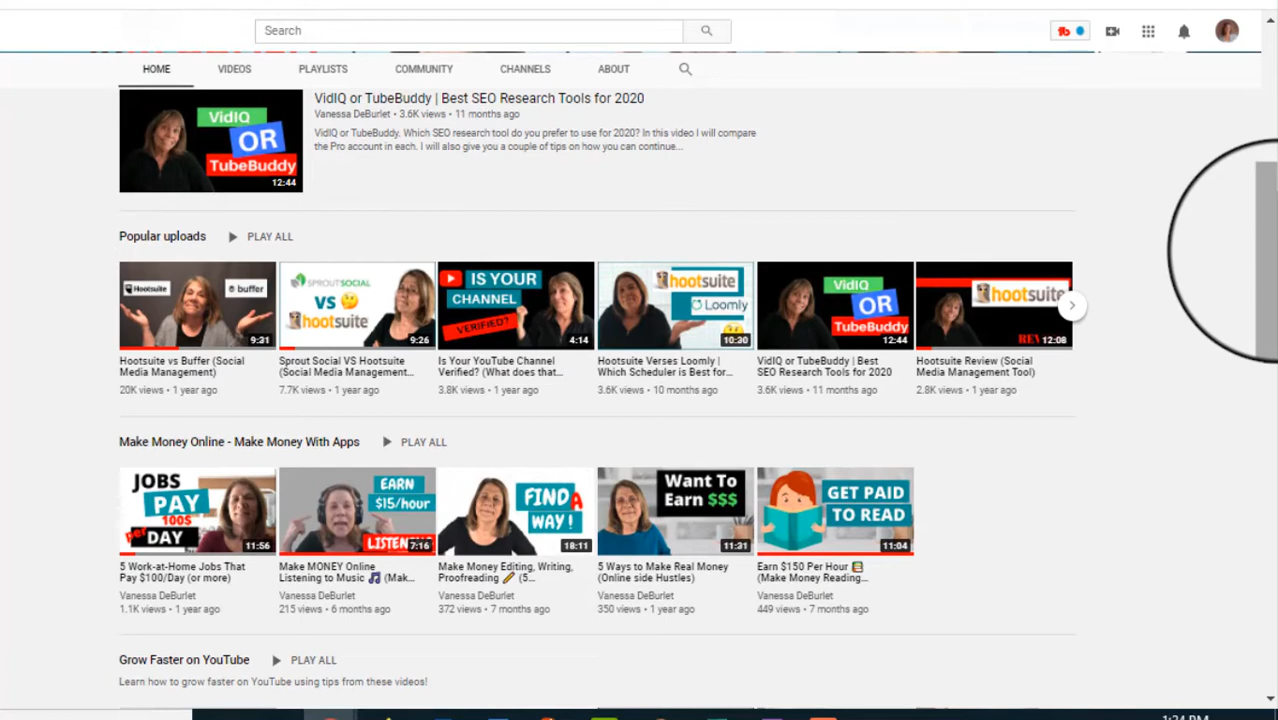 Search
HOME VIDEOS PLAYLISTS COMMUNITY CHANNELS ABOUT
VidIQ
OR
TubeBuddy
12:44
VidIQ or TubeBuddy | Best SEO Research Tools for 2020
Vanessa DeBurlet • 3.6K views • 11 months ago
VidIQ or TubeBuddy. Which SEO research tool do you prefer to use for 2020? In this video I will compare
the Pro account in each. I will also give you a couple of tips on how you can continue...
Popular uploads PLAY ALL
Hootsuite
buffer
9:31
Hootsuite vs Buffer (Social
Media Management)
20K views • 1 year ago
SPROUTSOCIAL
VS
hootsuite
9:26
Sprout Social VS Hootsuite
(Social Media Management...
7.7K views • 1 year ago
IS YOUR
CHANNEL
VERIFIED?
4:14
Is Your YouTube Channel
Verified? (What does that...
3.8K views • 1 year ago
hootsuite
Loomly
10:30
Hootsuite Verses Loomly |
Which Scheduler is Best for...
3.6K views • 10 months ago
VidIQ
OR
TubeBuddy
12:44
VidIQ or TubeBuddy | Best
SEO Research Tools for 2020
3.6K views • 11 months ago
hootsuite
12:08
Hootsuite Review (Social
Media Management Tool)
2.8K views • 1 year ago
Make Money Online - Make Money With Apps PLAY ALL
JOBS
PAY
100$
per
DAY
11:56
5 Work-at-Home Jobs That
Pay $100/Day (or more)
Vanessa DeBurlet
1.1K views • 1 year ago
EARN
$15/hour
7:16
Make MONEY Online
Listening to Music 🎵 (Mak...
Vanessa DeBurlet
215 views • 6 months ago
FIND A
WAY!
18:11
Make Money Editing, Writing,
Proofreading ✏️ (5...
Vanessa DeBurlet
372 views • 7 months ago
Want To
Earn $$$
11:31
5 Ways to Make Real Money
(Online side Hustles)
Vanessa DeBurlet
350 views • 1 year ago
GET PAID
TO READ
11:04
Earn $150 Per Hour 📚
(Make Money Reading...
Vanessa DeBurlet
449 views • 7 months ago
Grow Faster on YouTube PLAY ALL
Learn how to grow faster on YouTube using tips from these videos!